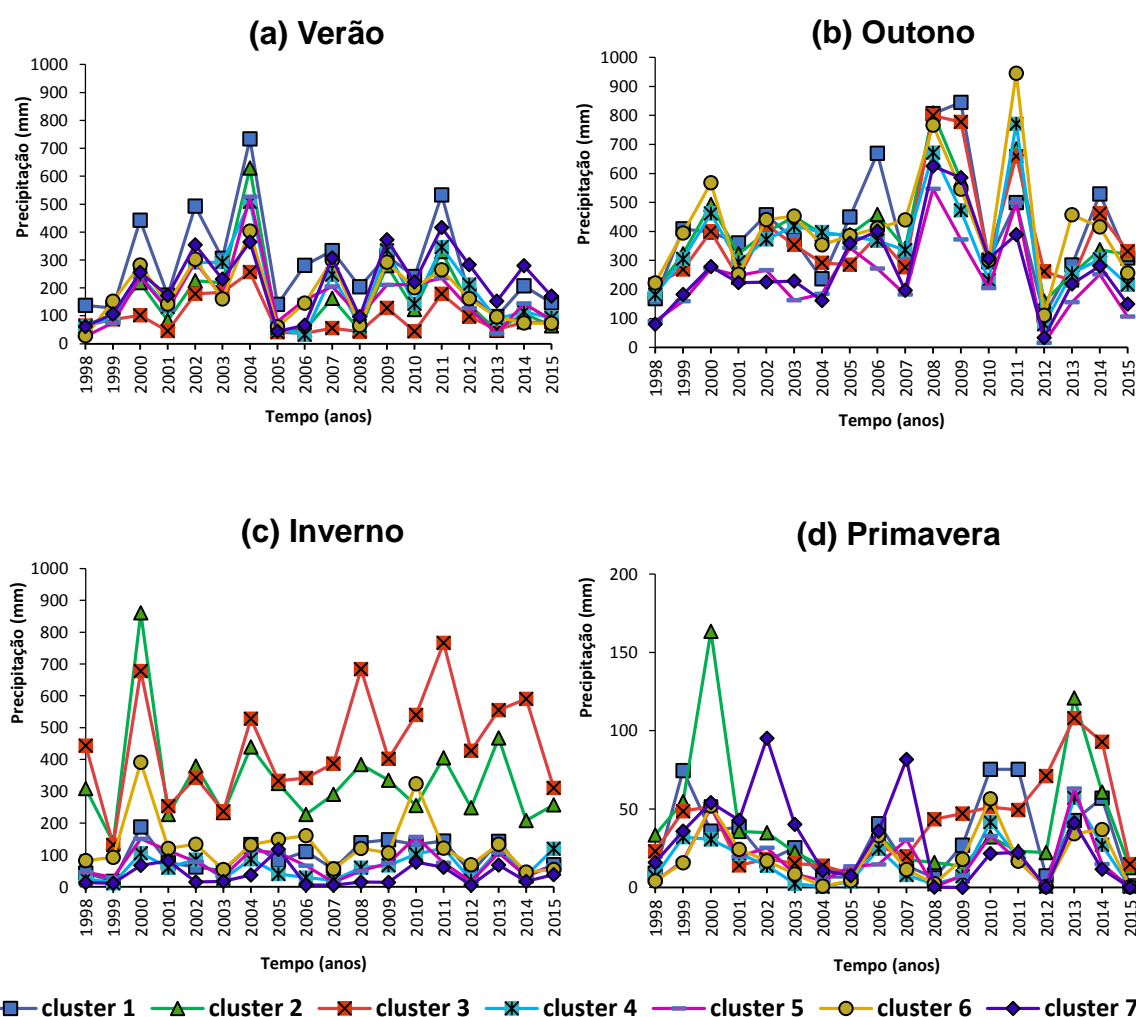 (a) Verão
Precipitação (mm)
1000
900
800
700
600
500
400
300
200
100
0
1998 1999 2000 2001 2002 2003 2004 2005 2006 2007 2008 2009 2010 2011 2012 2013 2014 2015
Tempo (anos)
(b) Outono
Precipitação (mm)
1000
900
800
700
600
500
400
300
200
100
0
1998 1999 2000 2001 2002 2003 2004 2005 2006 2007 2008 2009 2010 2011 2012 2013 2014 2015
Tempo (anos)
(c) Inverno
Precipitação (mm)
1000
900
800
700
600
500
400
300
200
100
0
1998 1999 2000 2001 2002 2003 2004 2005 2006 2007 2008 2009 2010 2011 2012 2013 2014 2015
Tempo (anos)
(d) Primavera
Precipitação (mm)
200
150
100
50
0
1998 1999 2000 2001 2002 2003 2004 2005 2006 2007 2008 2009 2010 2011 2012 2013 2014 2015
Tempo (anos)
cluster 1 cluster 2 cluster 3 cluster 4 cluster 5 cluster 6 cluster 7